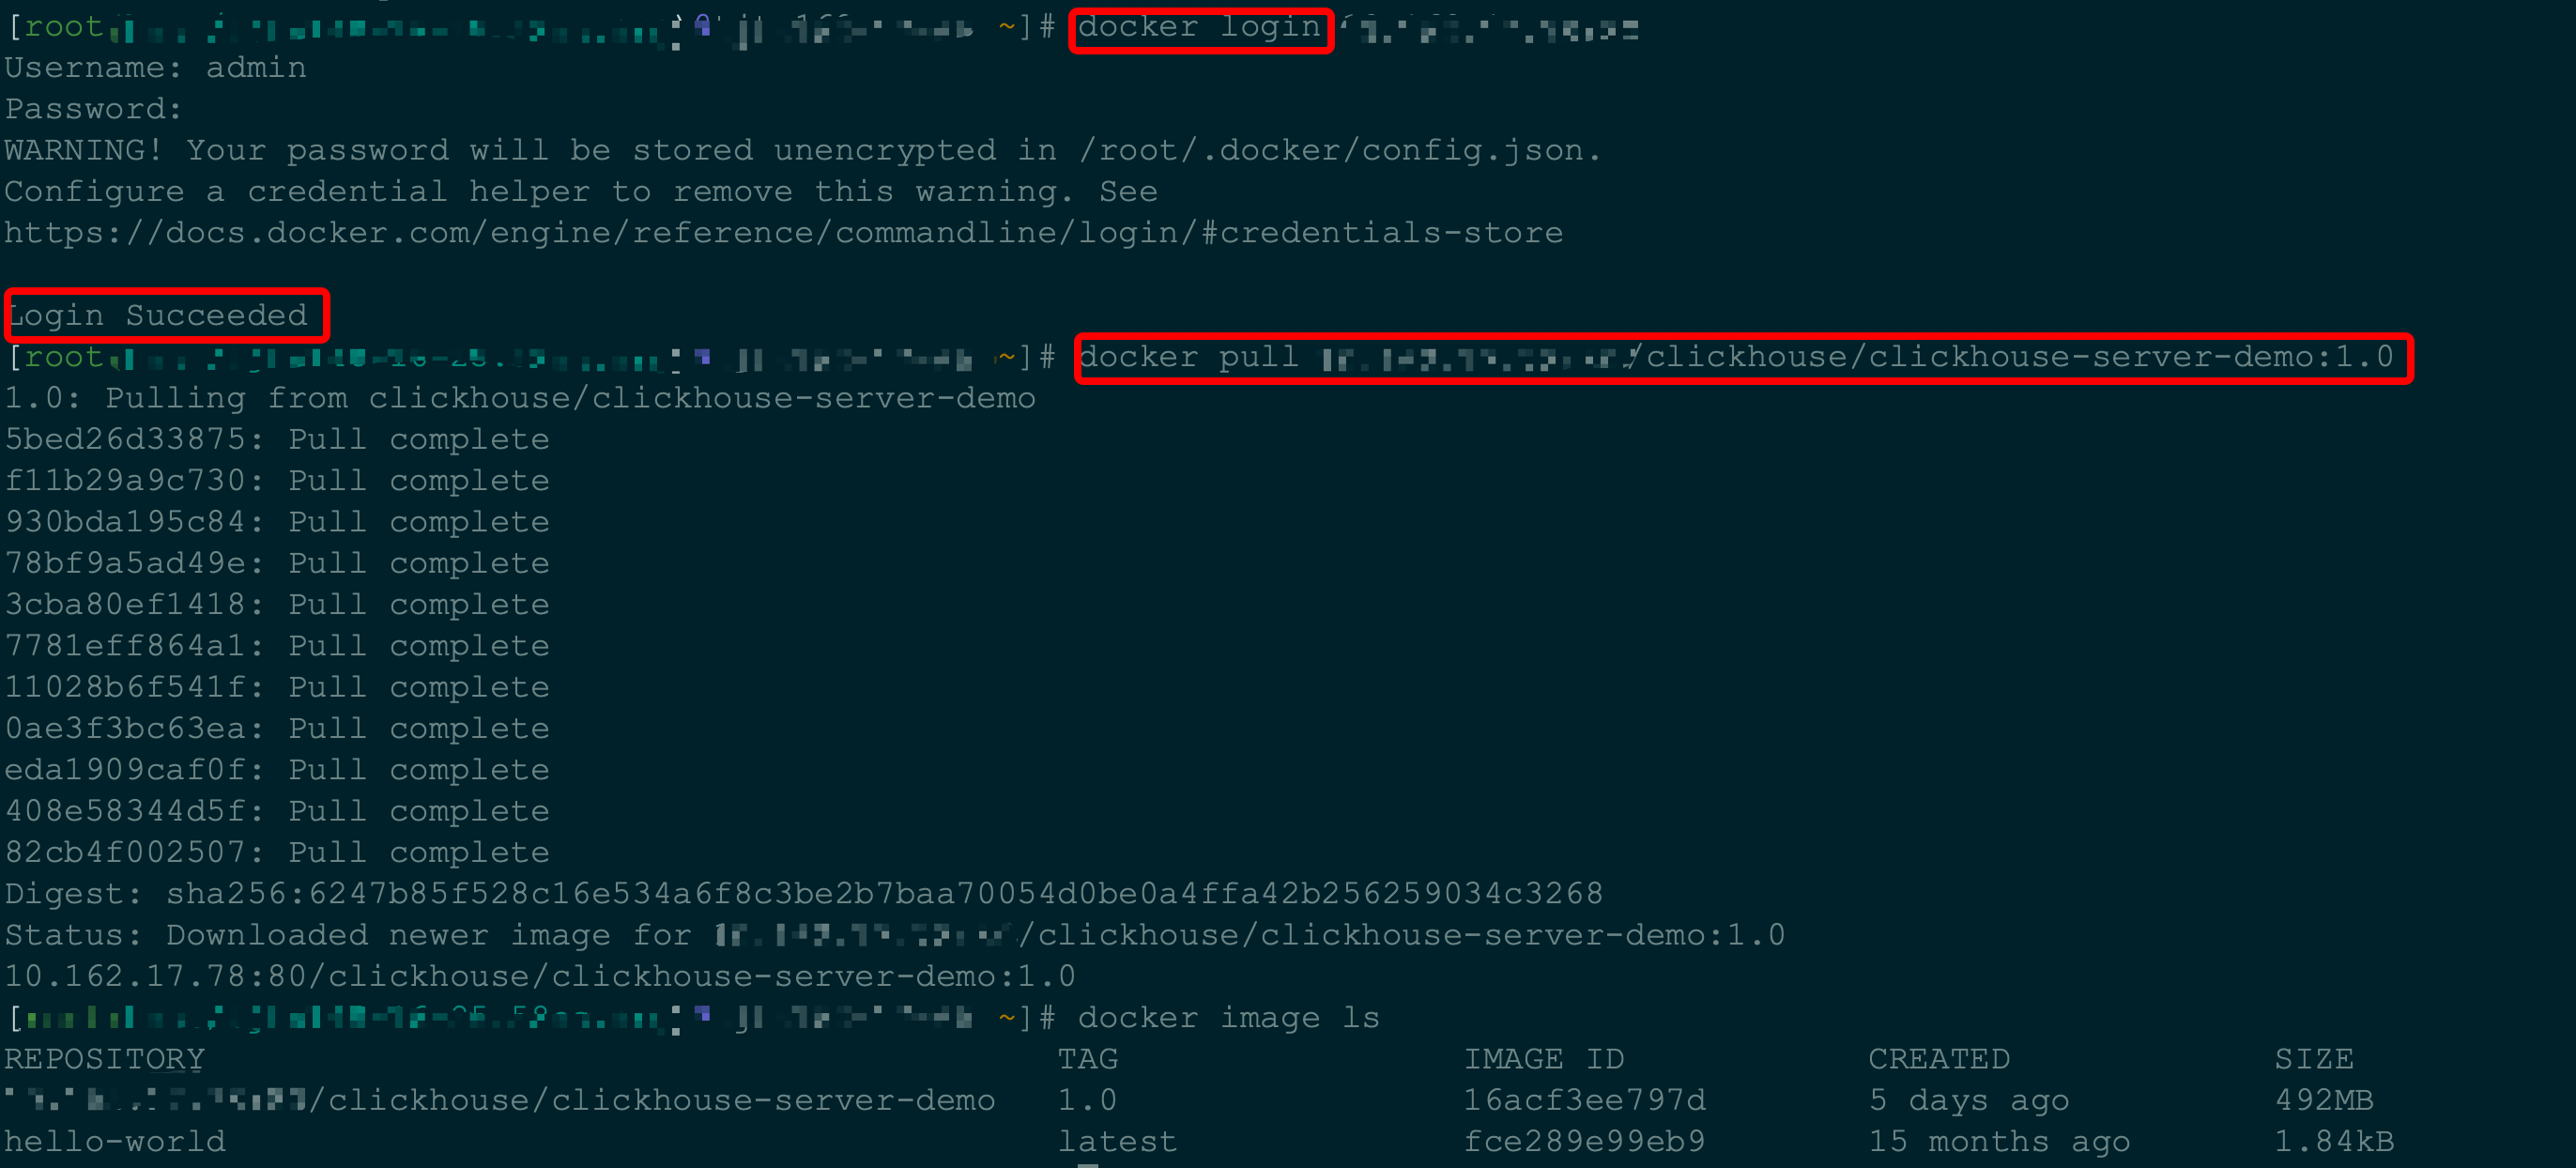 [root ~]# docker login
Username: admin
Password:
WARNING! Your password will be stored unencrypted in /root/.docker/config.json.
Configure a credential helper to remove this warning. See
https://docs.docker.com/engine/reference/commandline/login/#credentials-store
Login Succeeded
[root ~]# docker pull /clickhouse/clickhouse-server-demo:1.0
1.0: Pulling from clickhouse/clickhouse-server-demo
5bed26d33875: Pull complete
f11b29a9c730: Pull complete
930bda195c84: Pull complete
78bf9a5ad49e: Pull complete
3cba80ef1418: Pull complete
7781eff864a1: Pull complete
11028b6f541f: Pull complete
0ae3f3bc63ea: Pull complete
eda1909caf0f: Pull complete
408e58344d5f: Pull complete
82cb4f002507: Pull complete
Digest: sha256:6247b85f528c16e534a6f8c3be2b7baa70054d0be0a4ffa42b256259034c3268
Status: Downloaded newer image for /clickhouse/clickhouse-server-demo:1.0
10.162.17.78:80/clickhouse/clickhouse-server-demo:1.0
[ ~]# docker image ls
REPOSITORY TAG IMAGE ID CREATED SIZE
/clickhouse/clickhouse-server-demo 1.0 16acf3ee797d 5 days ago 492MB
hello-world latest fce289e99eb9 15 months ago 1.84kB